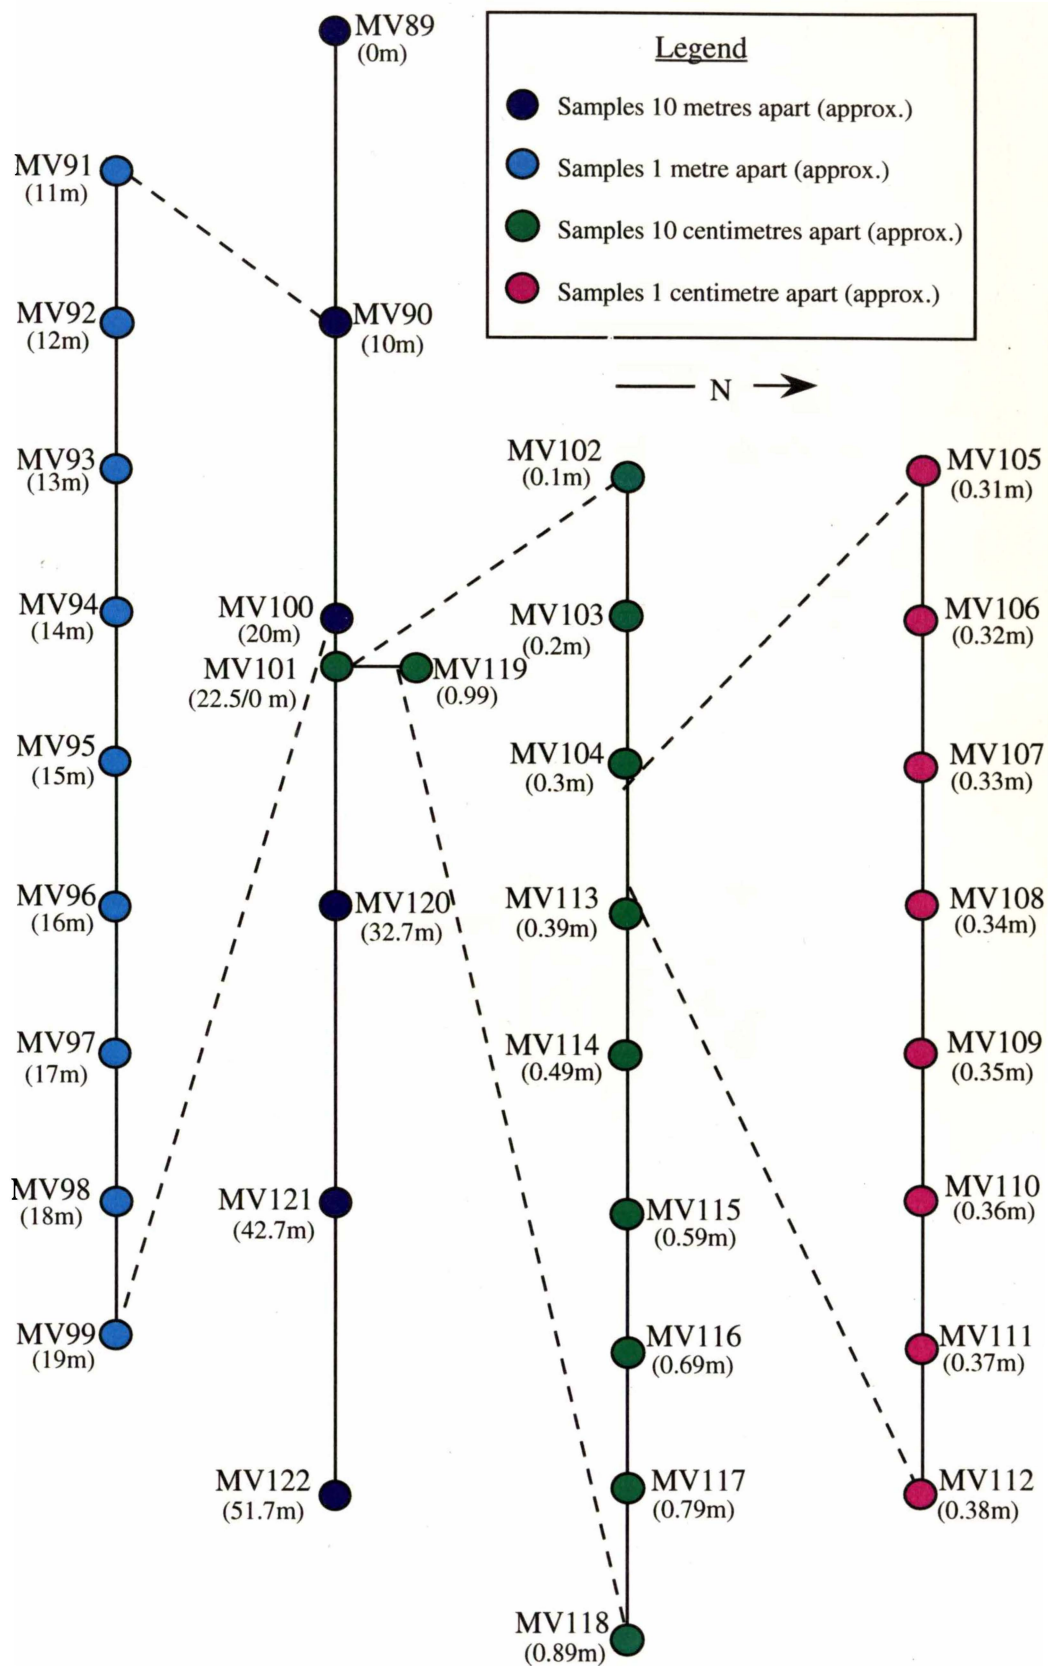 MV89
(0m)
Legend
Samples 10 metres apart (approx.)
Samples 1 metre apart (approx.)
Samples 10 centimetres apart (approx.)
Samples 1 centimetre apart (approx.)
N
MV91
(11m)
MV92
(12m)
MV93
(13m)
MV94
(14m)
MV95
(15m)
MV96
(16m)
MV97
(17m)
MV98
(18m)
MV99
(19m)
MV90
(10m)
MV100
(20m)
MV101
(22.5/0 m)
MV119
(0.99)
MV120
(32.7m)
MV121
(42.7m)
MV122
(51.7m)
MV102
(0.1m)
MV103
(0.2m)
MV104
(0.3m)
MV113
(0.39m)
MV114
(0.49m)
MV115
(0.59m)
MV116
(0.69m)
MV117
(0.79m)
MV118
(0.89m)
MV105
(0.31m)
MV106
(0.32m)
MV107
(0.33m)
MV108
(0.34m)
MV109
(0.35m)
MV110
(0.36m)
MV111
(0.37m)
MV112
(0.38m)